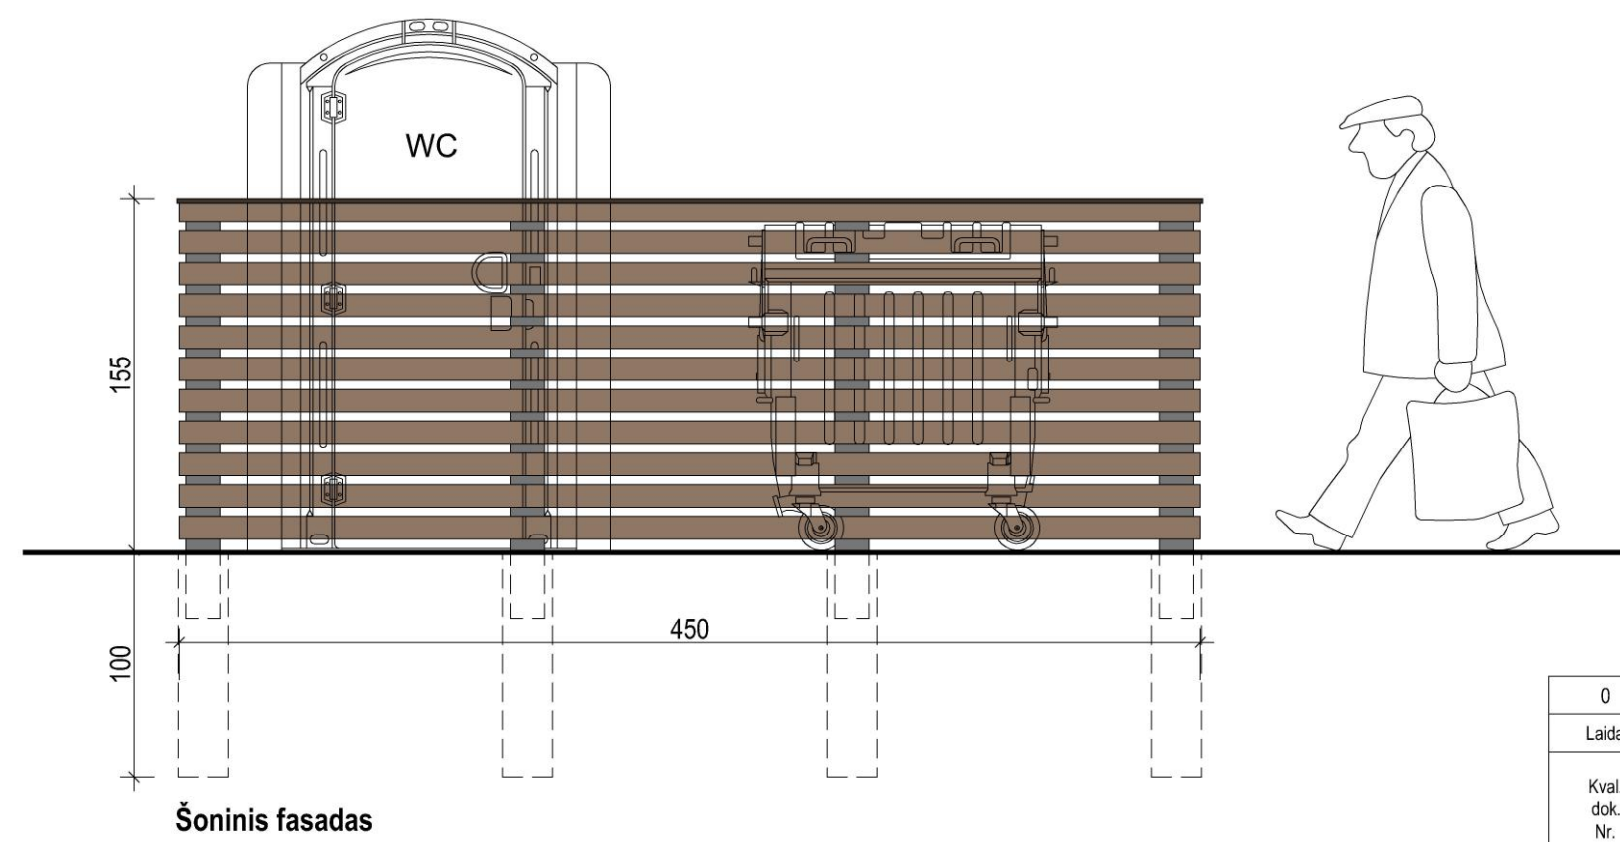 WC
155
450
100
0
Laida
Kval.
dok.
Nr.
Šoninis fasadas